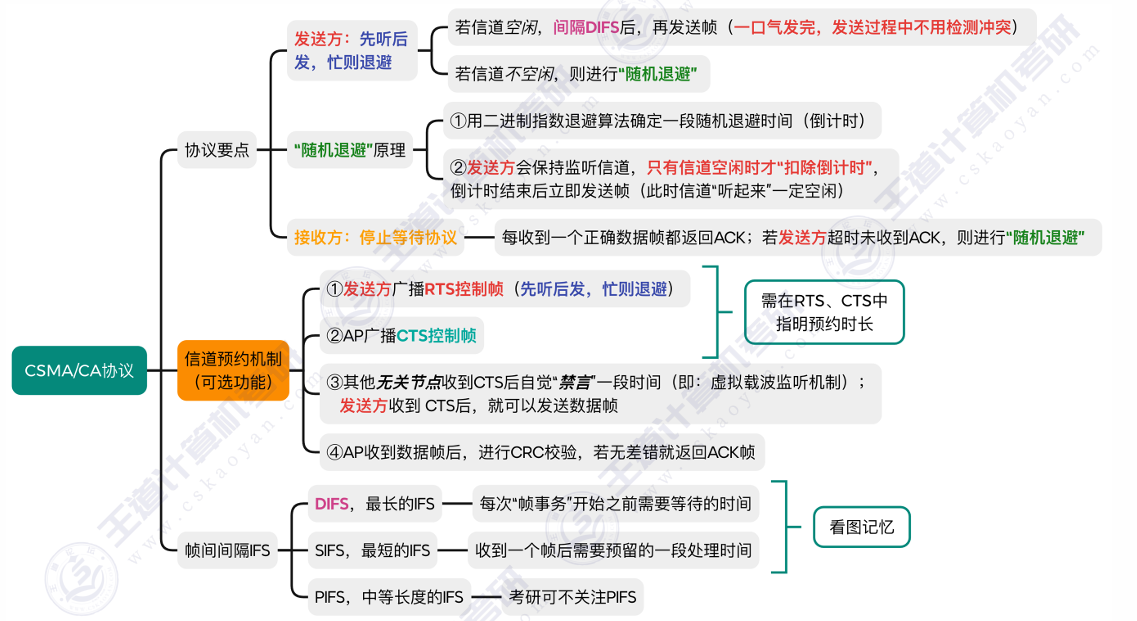 CSMA/CA协议
协议要点
发送方：先听后
发，忙则退避
若信道空闲，间隔DIFS后，再发送帧（一口气发完，发送过程中不用检测冲突）
若信道不空闲，则进行“随机退避”
“随机退避”原理
①用二进制指数退避算法确定一段随机退避时间（倒计时）
②发送方会保持监听信道，只有信道空闲时才“扣除倒计时”，
倒计时结束后立即发送帧（此时信道“听起来”一定空闲）
接收方：停止等待协议
每收到一个正确数据帧都返回ACK；若发送方超时未收到ACK，则进行“随机退避”
信道预约机制
（可选功能）
①发送方广播RTS控制帧（先听后发，忙则退避）
②AP广播CTS控制帧
需在RTS、CTS中
指明预约时长
③其他无关节点收到CTS后自觉“禁言”一段时间（即：虚拟载波监听机制）；
发送方收到 CTS后，就可以发送数据帧
④AP收到数据帧后，进行CRC校验，若无差错就返回ACK帧
帧间间隔IFS
DIFS，最长的IFS
每次“帧事务”开始之前需要等待的时间
SIFS，最短的IFS
收到一个帧后需要预留的一段处理时间
看图记忆
PIFS，中等长度的IFS
考研可不关注PIFS
王道计算机考研
www.cskaoyan.com